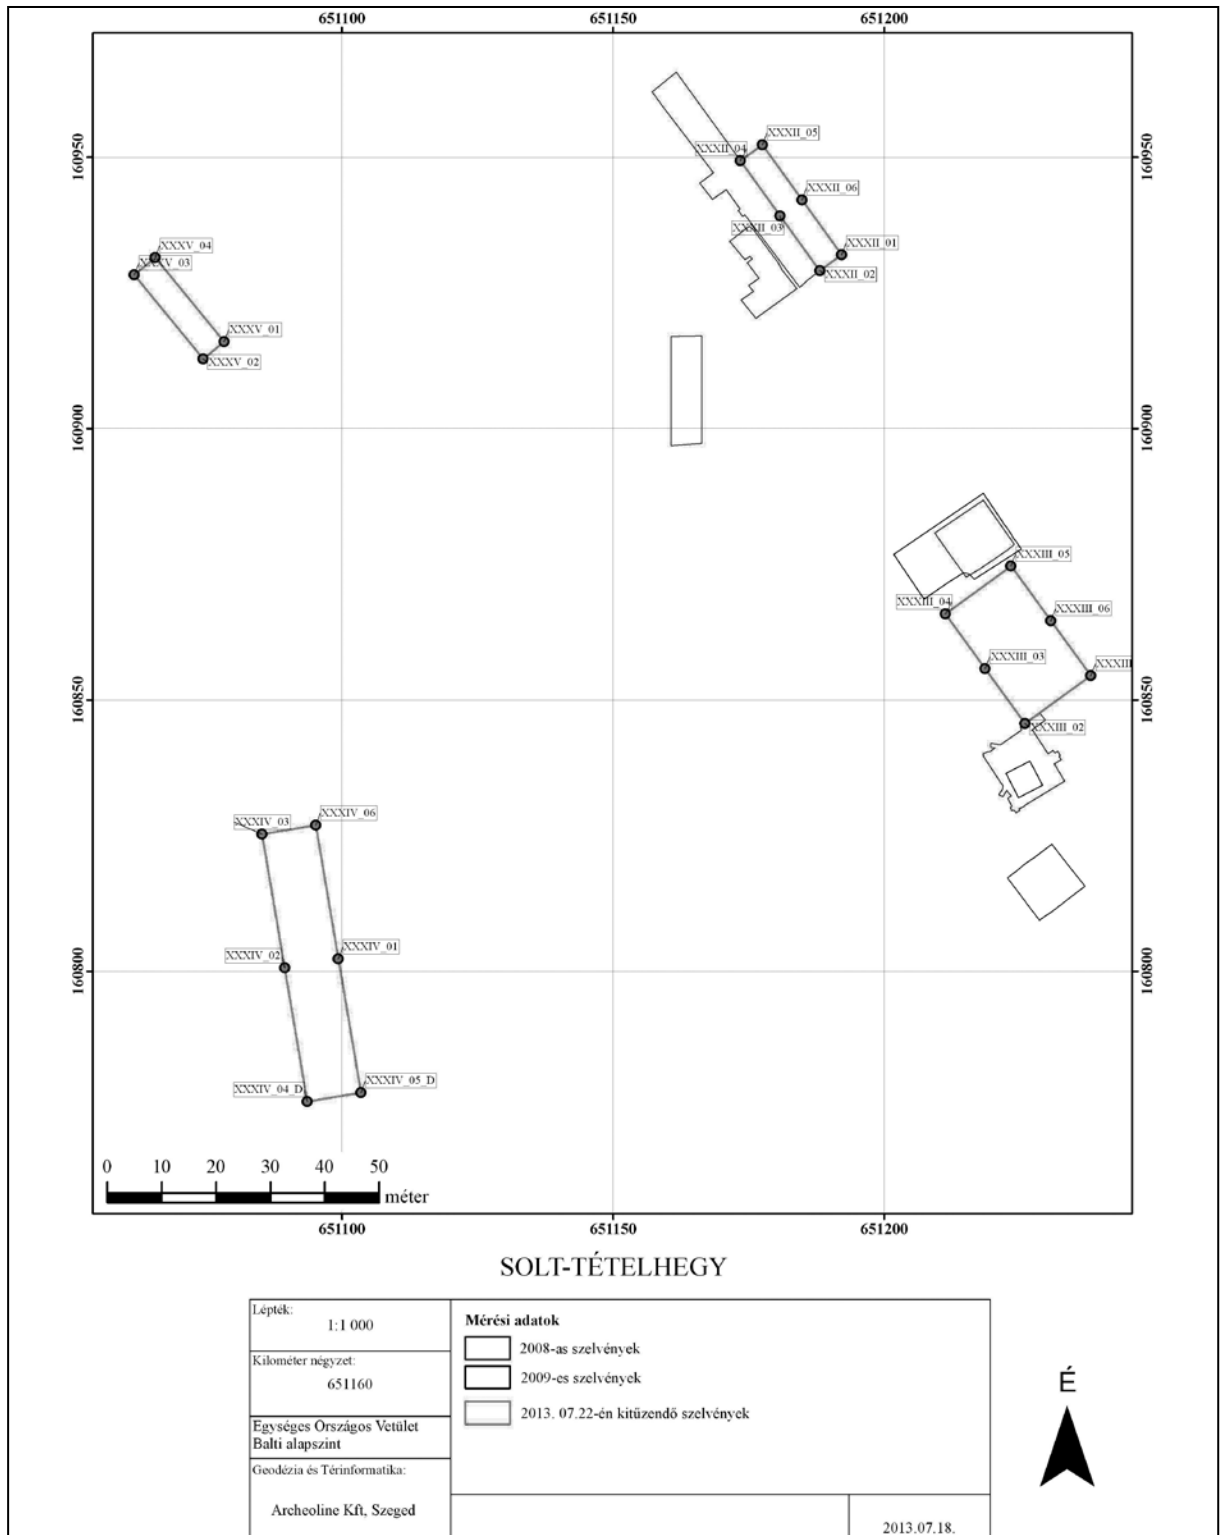 651100
651150
651200
XXXII_05
XXXII_04
160950
160950
XXXII_06
XXXII_03
XXXII_01
XXXII_02
XXXV_04
XXXV_03
XXXV_01
XXXV_02
160900
160900
XXXIII_05
XXXIII_04
XXXIII_06
XXXIII_03
XXXIII
XXXIII_02
160850
160850
XXXIV_06
XXXIV_03
XXXIV_01
XXXIV_02
160800
160800
XXXIV_05_D
XXXIV_04_D
0 10 20 30 40 50
méter
651100
651150
651200
SOLT-TÉTELHEGY
Lépték:
1:1 000
Kilométer négyzet:
651160
Egységes Országos Vetület
Balti alapszint
Geodézia és Térinformatika:
Archeoline Kft, Szeged
Mérési adatok
2008-as szelvények
2009-es szelvények
2013. 07.22-én kitűzendő szelvények
2013.07.18.
É